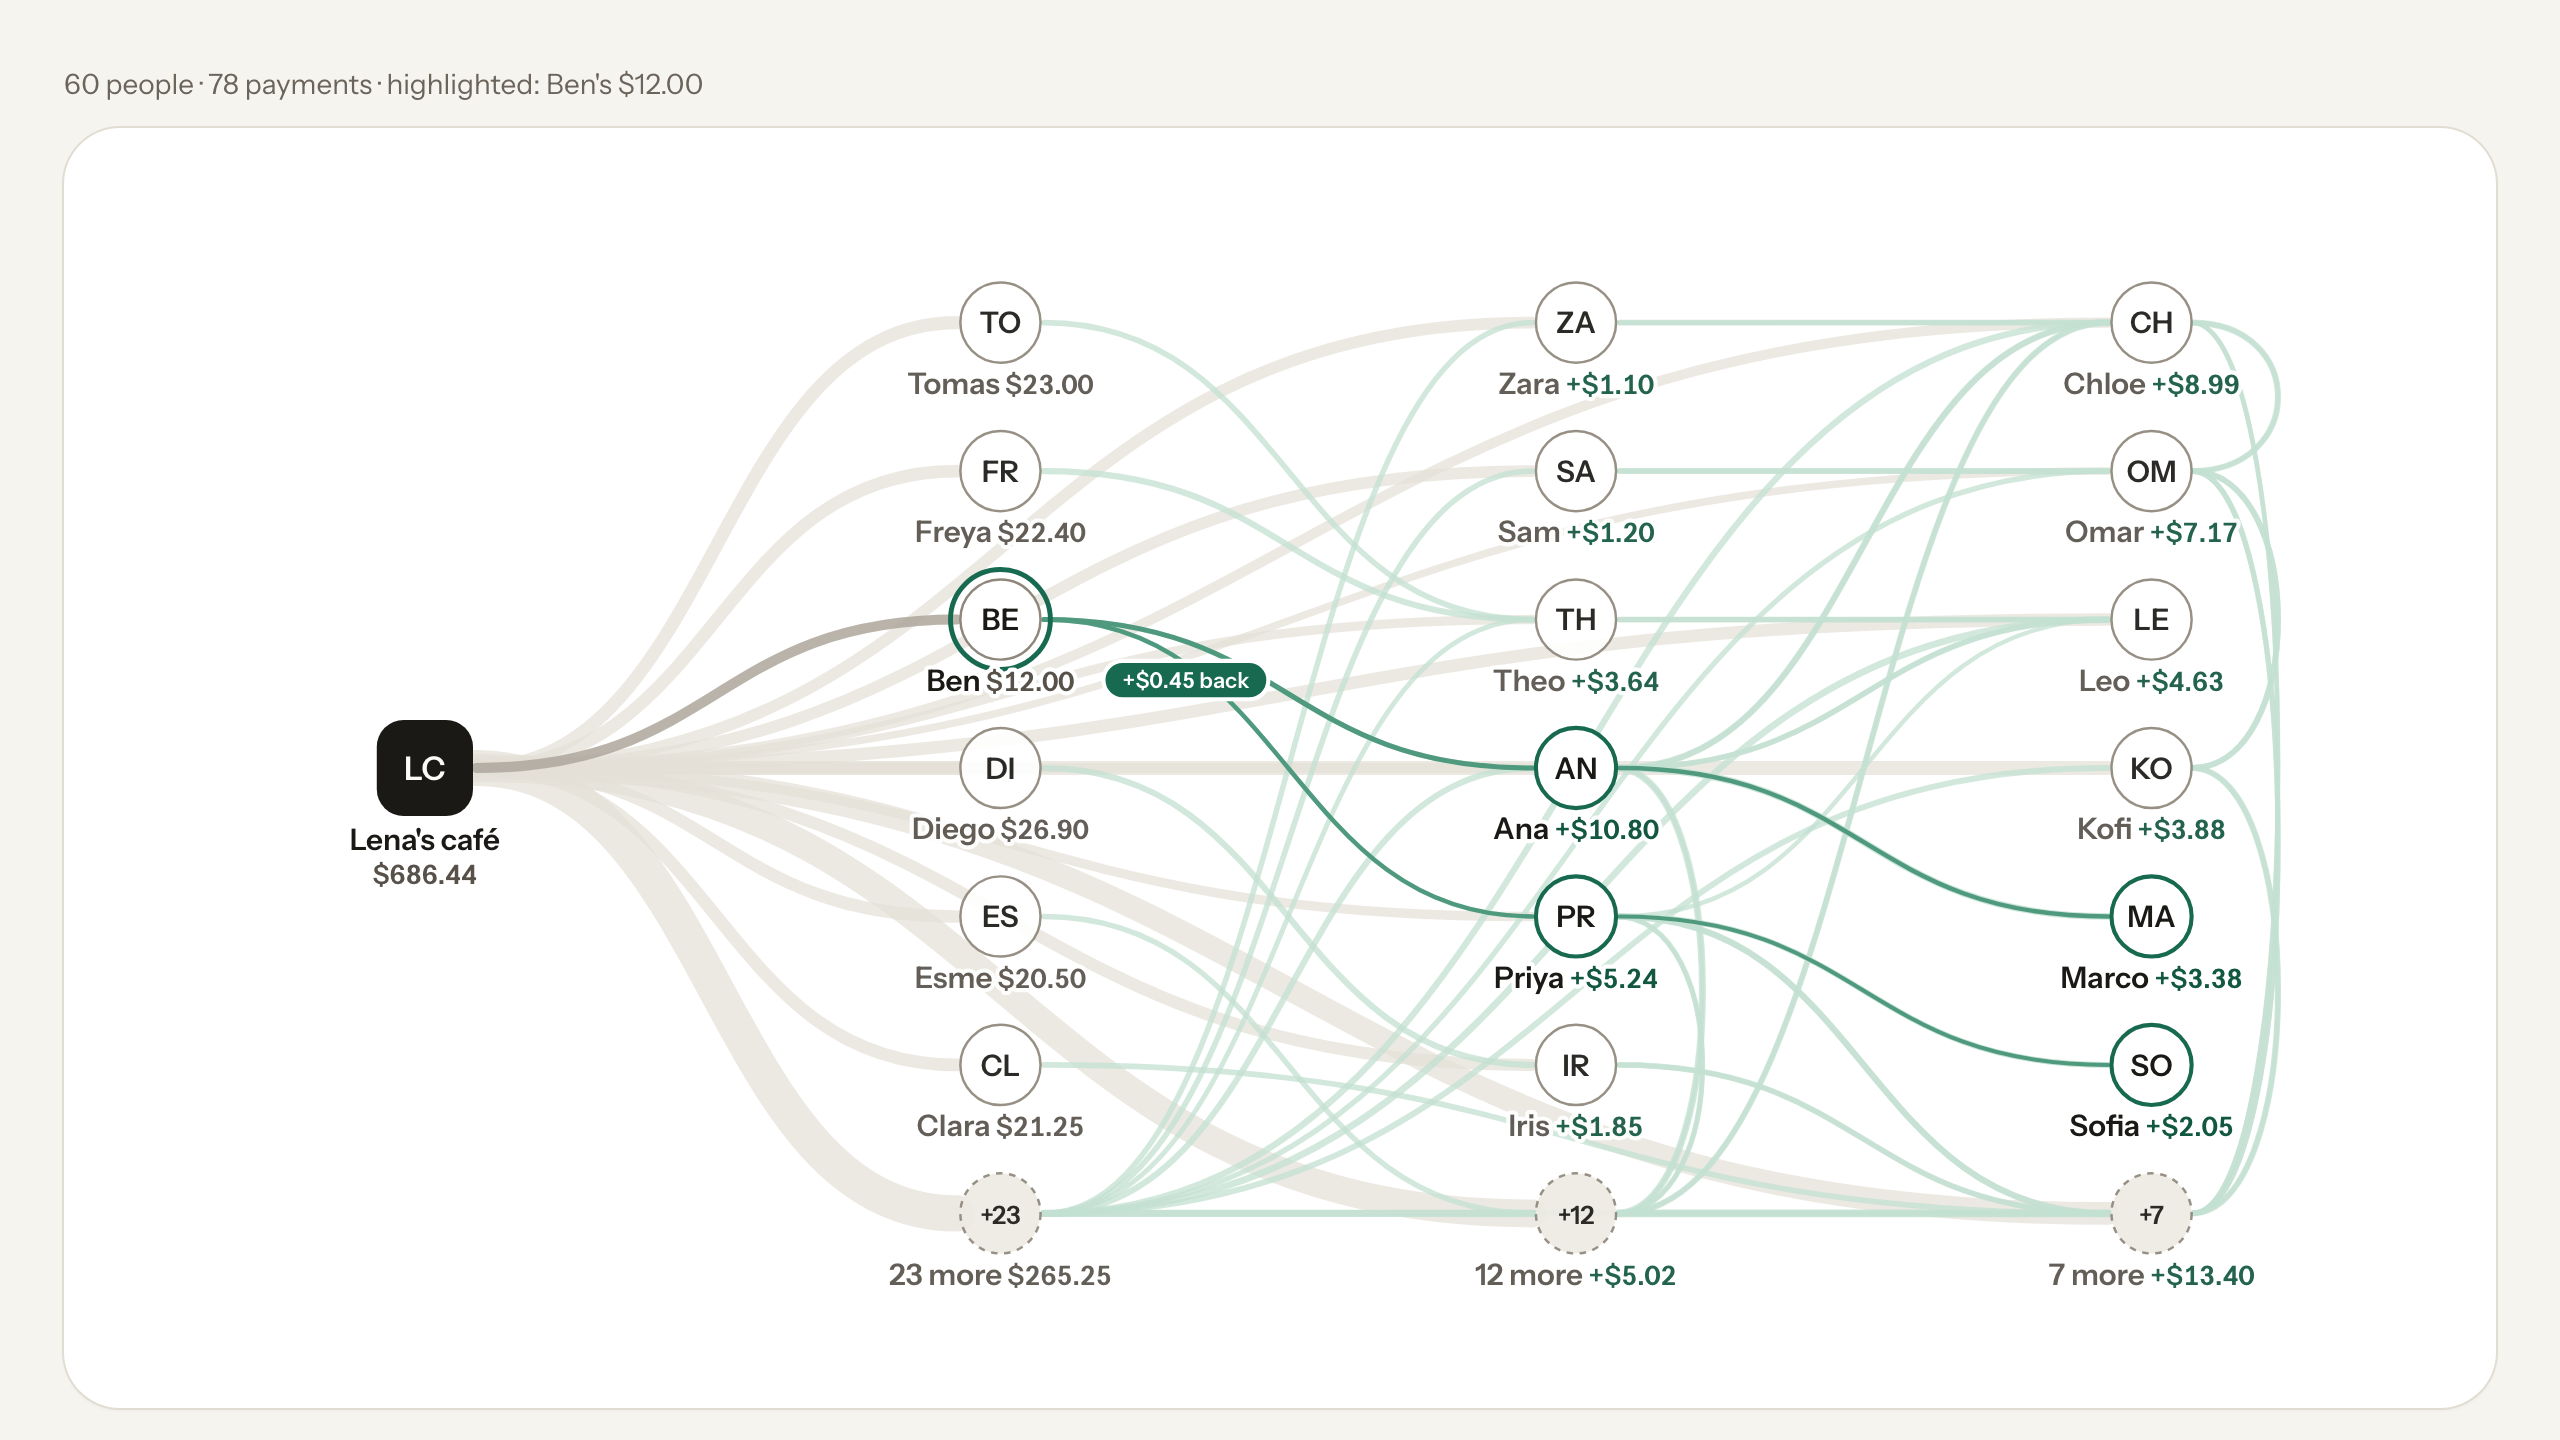 60 people · 78 payments · highlighted: Ben's $12.00
LC
Lena's café
$686.44
TO
Tomas $23.00
FR
Freya $22.40
BE
Ben $12.00
+$0.45 back
DI
Diego $26.90
ES
Esme $20.50
CL
Clara $21.25
+23
23 more $265.25
ZA
Zara +$1.10
SA
Sam +$1.20
TH
Theo +$3.64
AN
Ana +$10.80
PR
Priya +$5.24
IR
Iris +$1.85
+12
12 more +$5.02
CH
Chloe +$8.99
OM
Omar +$7.17
LE
Leo +$4.63
KO
Kofi +$3.88
MA
Marco +$3.38
SO
Sofia +$2.05
+7
7 more +$13.40